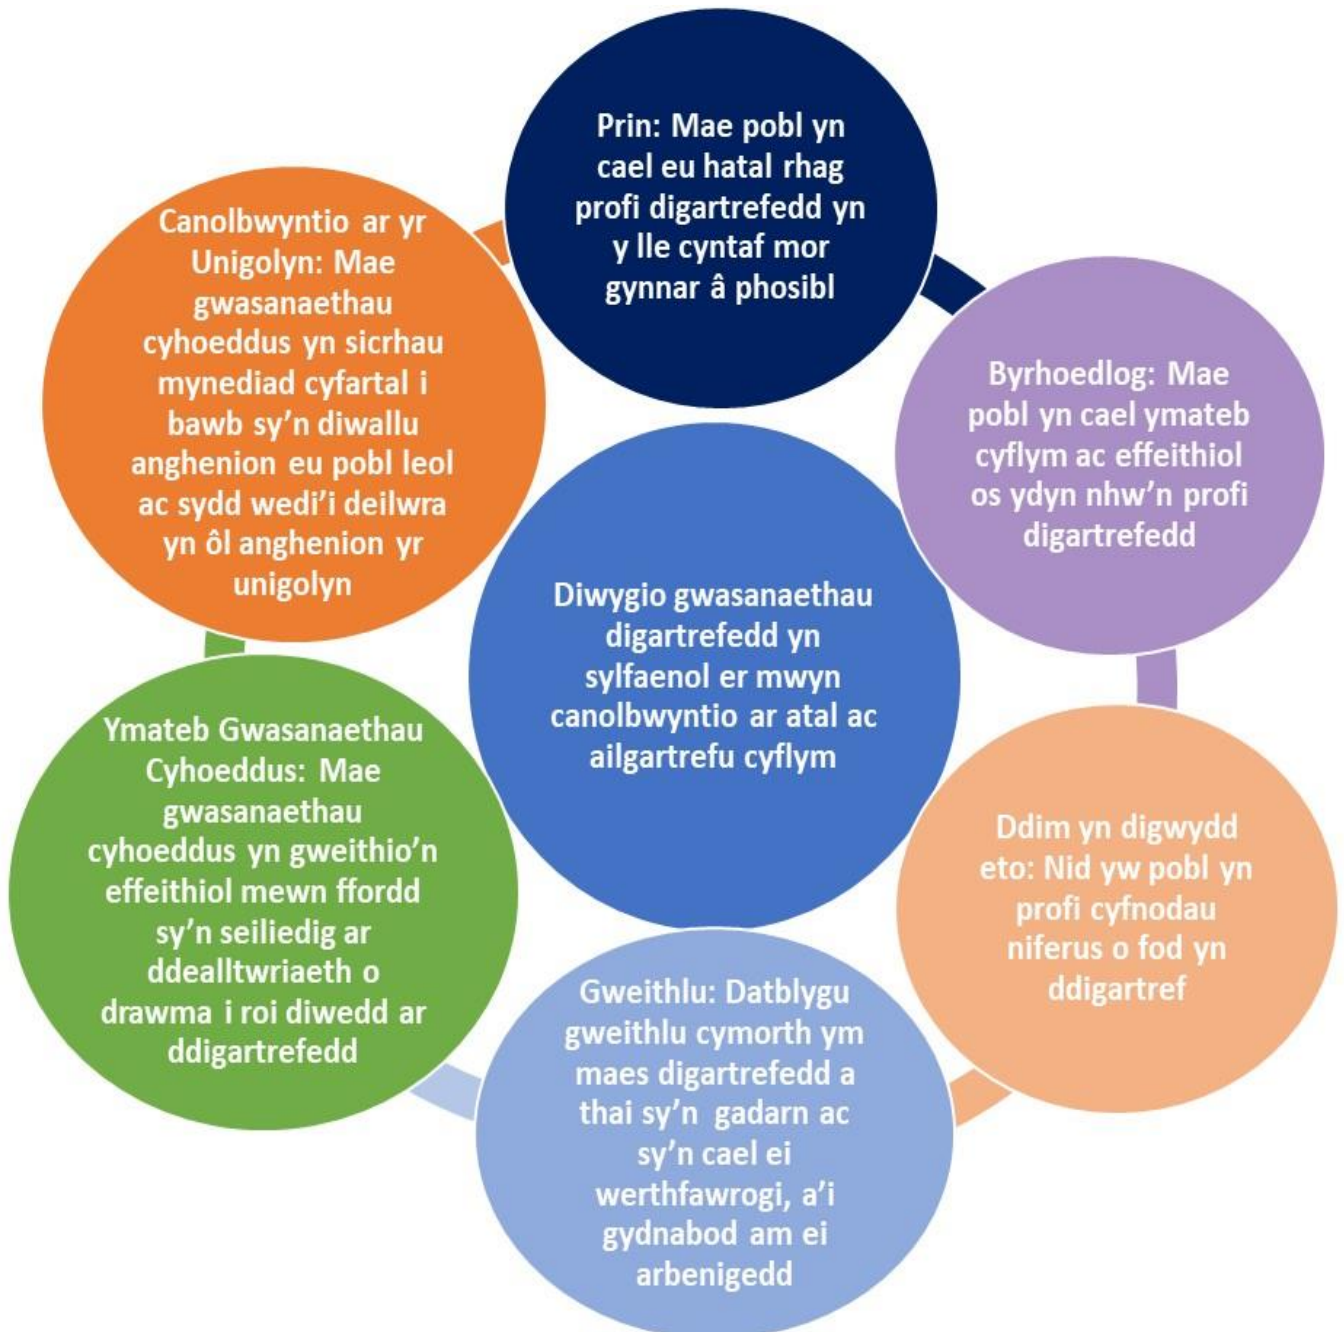 Prin: Mae pobl yn
cael eu hatal rhag
profi digartrefedd yn
y lle cyntaf mor
gynnar â phosibl
Byrhoedlog: Mae
pobl yn cael ymateb
cyflym ac effeithiol
os ydyn nhw’n profi
digartrefedd
Ddim yn digwydd
eto: Nid yw pobl yn
profi cyfnodau
niferus o fod yn
ddigartref
Gweithlu: Datblygu
gweithlu cymorth ym
maes digartrefedd a
thai sy’n gadarn ac
sy’n cael ei
werthfawrogi, a’i
gydnabod am ei
arbenigedd
Ymateb Gwasanaethau
Cyhoeddus: Mae
gwasanaethau
cyhoeddus yn gweithio’n
effeithiol mewn ffordd
sy’n seiliedig ar
ddealltwriaeth o
drawma i roi diwedd ar
ddigartrefedd
Canolbwyntio ar yr
Unigolyn: Mae
gwasanaethau
cyhoeddus yn sicrhau
mynediad cyfartal i
bawb sy’n diwallu
anghenion eu pobl leol
ac sydd wedi’i deilwra
yn ôl anghenion yr
unigolyn
Diwygio gwasanaethau
digartrefedd yn
sylfaenol er mwyn
canolbwyntio ar atal ac
ailgartrefu cyflym